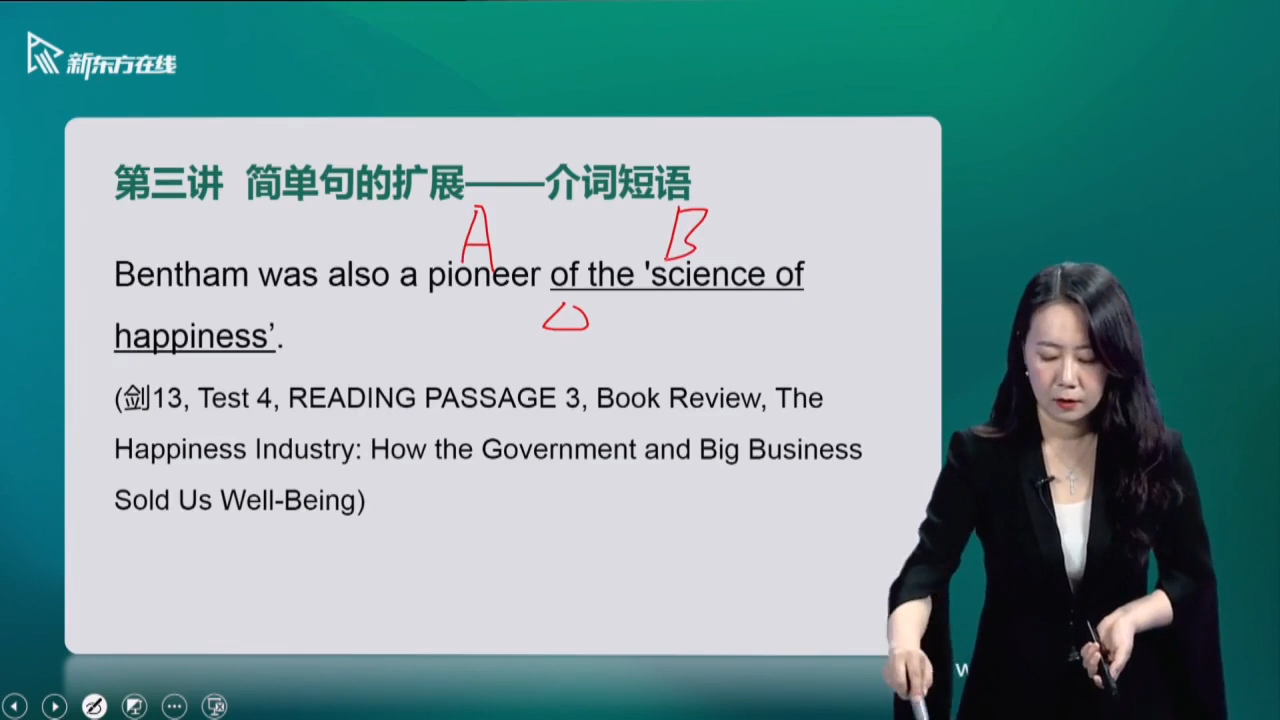 新东方在线
第三讲 简单句的扩展——介词短语
A B
Bentham was also a pioneer of the 'science of
happiness’.
(剑13, Test 4, READING PASSAGE 3, Book Review, The
Happiness Industry: How the Government and Big Business
Sold Us Well-Being)